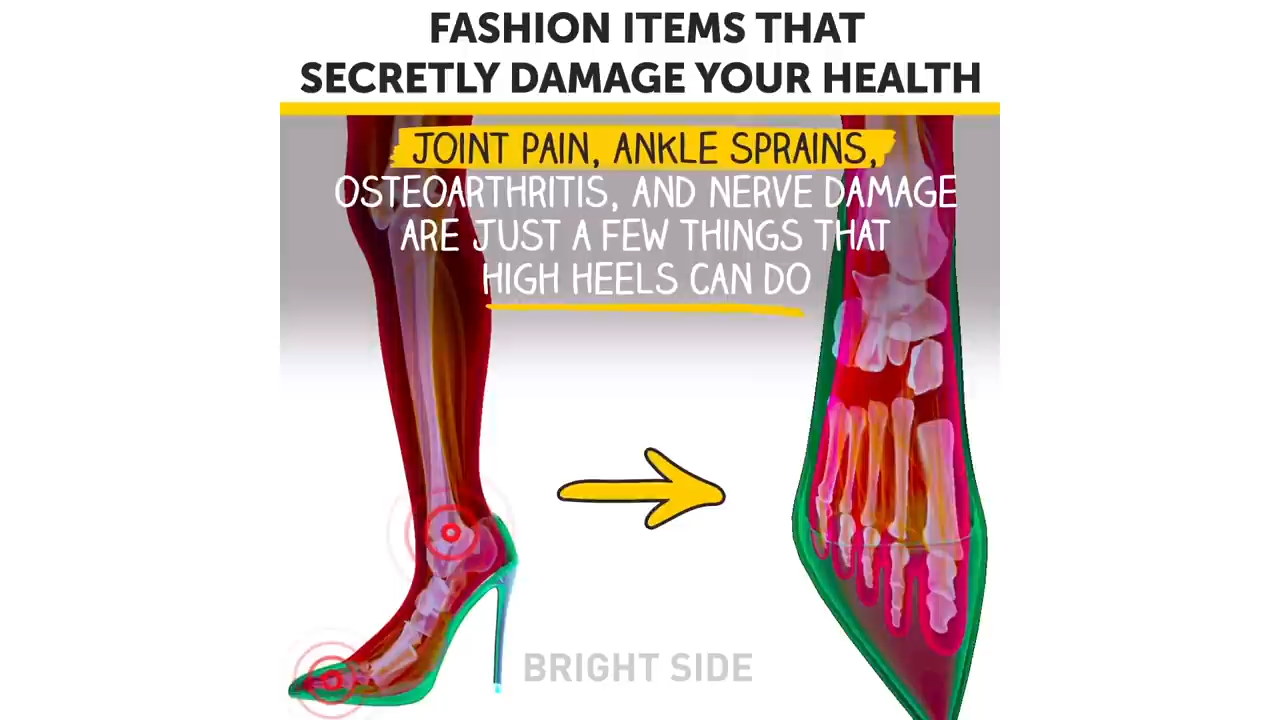 FASHION ITEMS THAT
SECRETLY DAMAGE YOUR HEALTH
JOINT PAIN, ANKLE SPRAINS,
OSTEOARTHRITIS, AND NERVE DAMAGE
ARE JUST A FEW THINGS THAT
HIGH HEELS CAN DO
BRIGHT SIDE